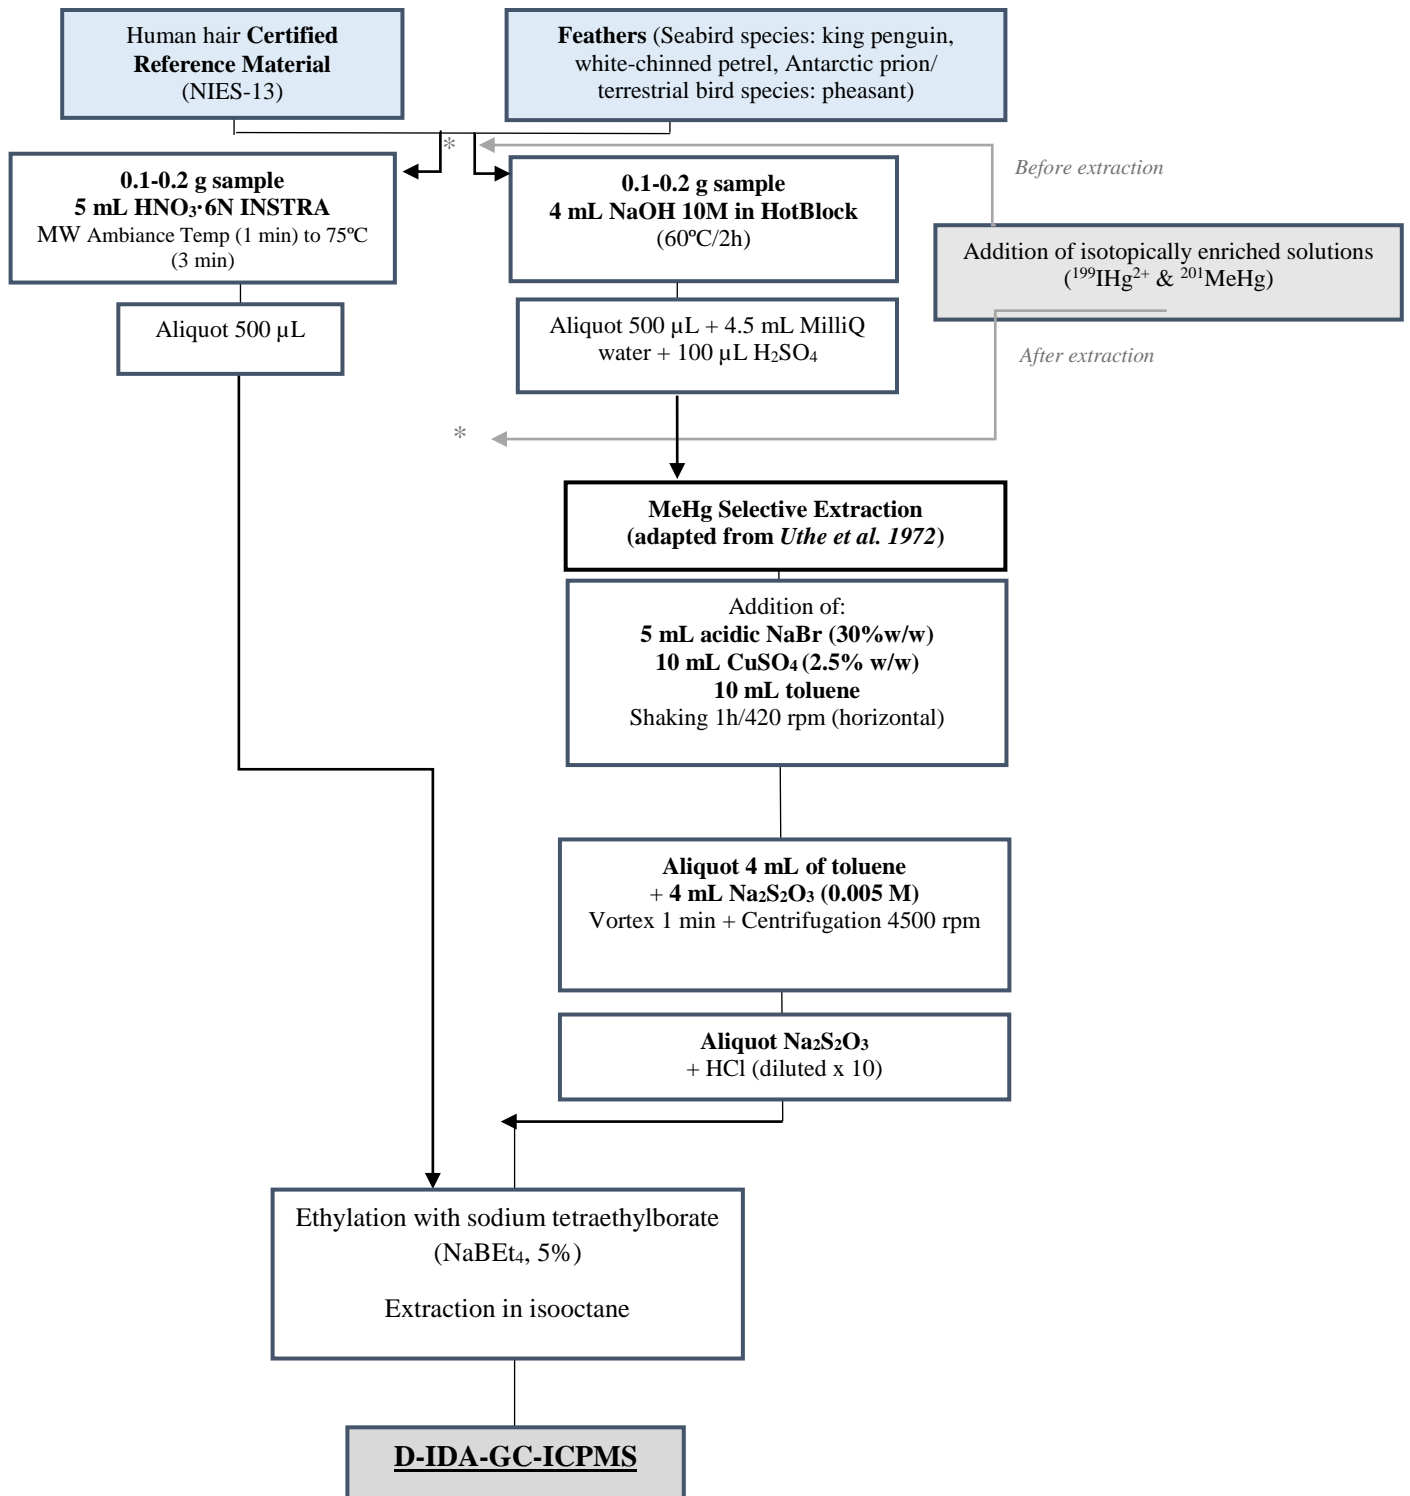 Human hair Certified
Reference Material
(NIES-13)
Feathers (Seabird species: king penguin,
white-chinned petrel, Antarctic prion/
terrestrial bird species: pheasant)
*
Before extraction
0.1-0.2 g sample
5 mL HNO₃·6N INSTRA
MW Ambiance Temp (1 min) to 75ºC
(3 min)
0.1-0.2 g sample
4 mL NaOH 10M in HotBlock
(60ºC/2h)
Addition of isotopically enriched solutions
(¹⁹⁹IHg²⁺ & ²⁰¹MeHg)
Aliquot 500 µL
Aliquot 500 µL + 4.5 mL MilliQ
water + 100 µL H₂SO₄
After extraction
*
MeHg Selective Extraction
(adapted from Uthe et al. 1972)
Addition of:
5 mL acidic NaBr (30%w/w)
10 mL CuSO₄ (2.5% w/w)
10 mL toluene
Shaking 1h/420 rpm (horizontal)
Aliquot 4 mL of toluene
+ 4 mL Na₂S₂O₃ (0.005 M)
Vortex 1 min + Centrifugation 4500 rpm
Aliquot Na₂S₂O₃
+ HCl (diluted x 10)
Ethylation with sodium tetraethylborate
(NaBEt₄, 5%)
Extraction in isooctane
D-IDA-GC-ICPMS